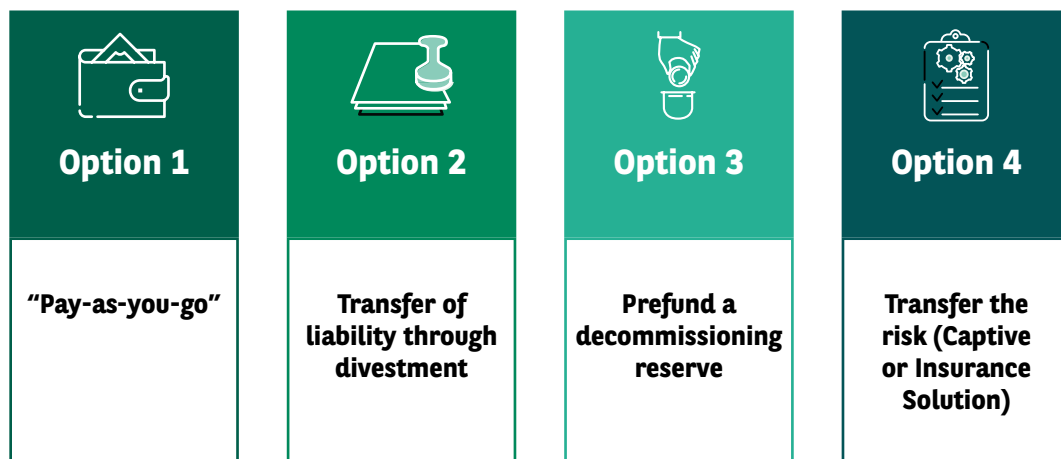 Option 1
“Pay-as-you-go”
Option 2
Transfer of
liability through
divestment
Option 3
Prefund a
decommissioning
reserve
Option 4
Transfer the
risk (Captive
or Insurance
Solution)